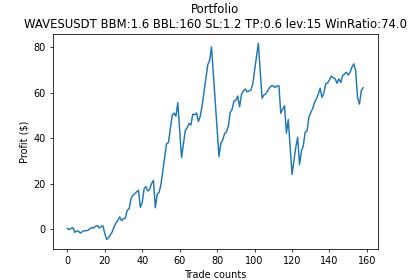 Portfolio
WAVESUSDT BBM:1.6 BBL:160 SL:1.2 TP:0.6 lev:15 WinRatio:74.0
80
60
40
20
0
Profit ($)
0 20 40 60 80 100 120 140 160
Trade counts